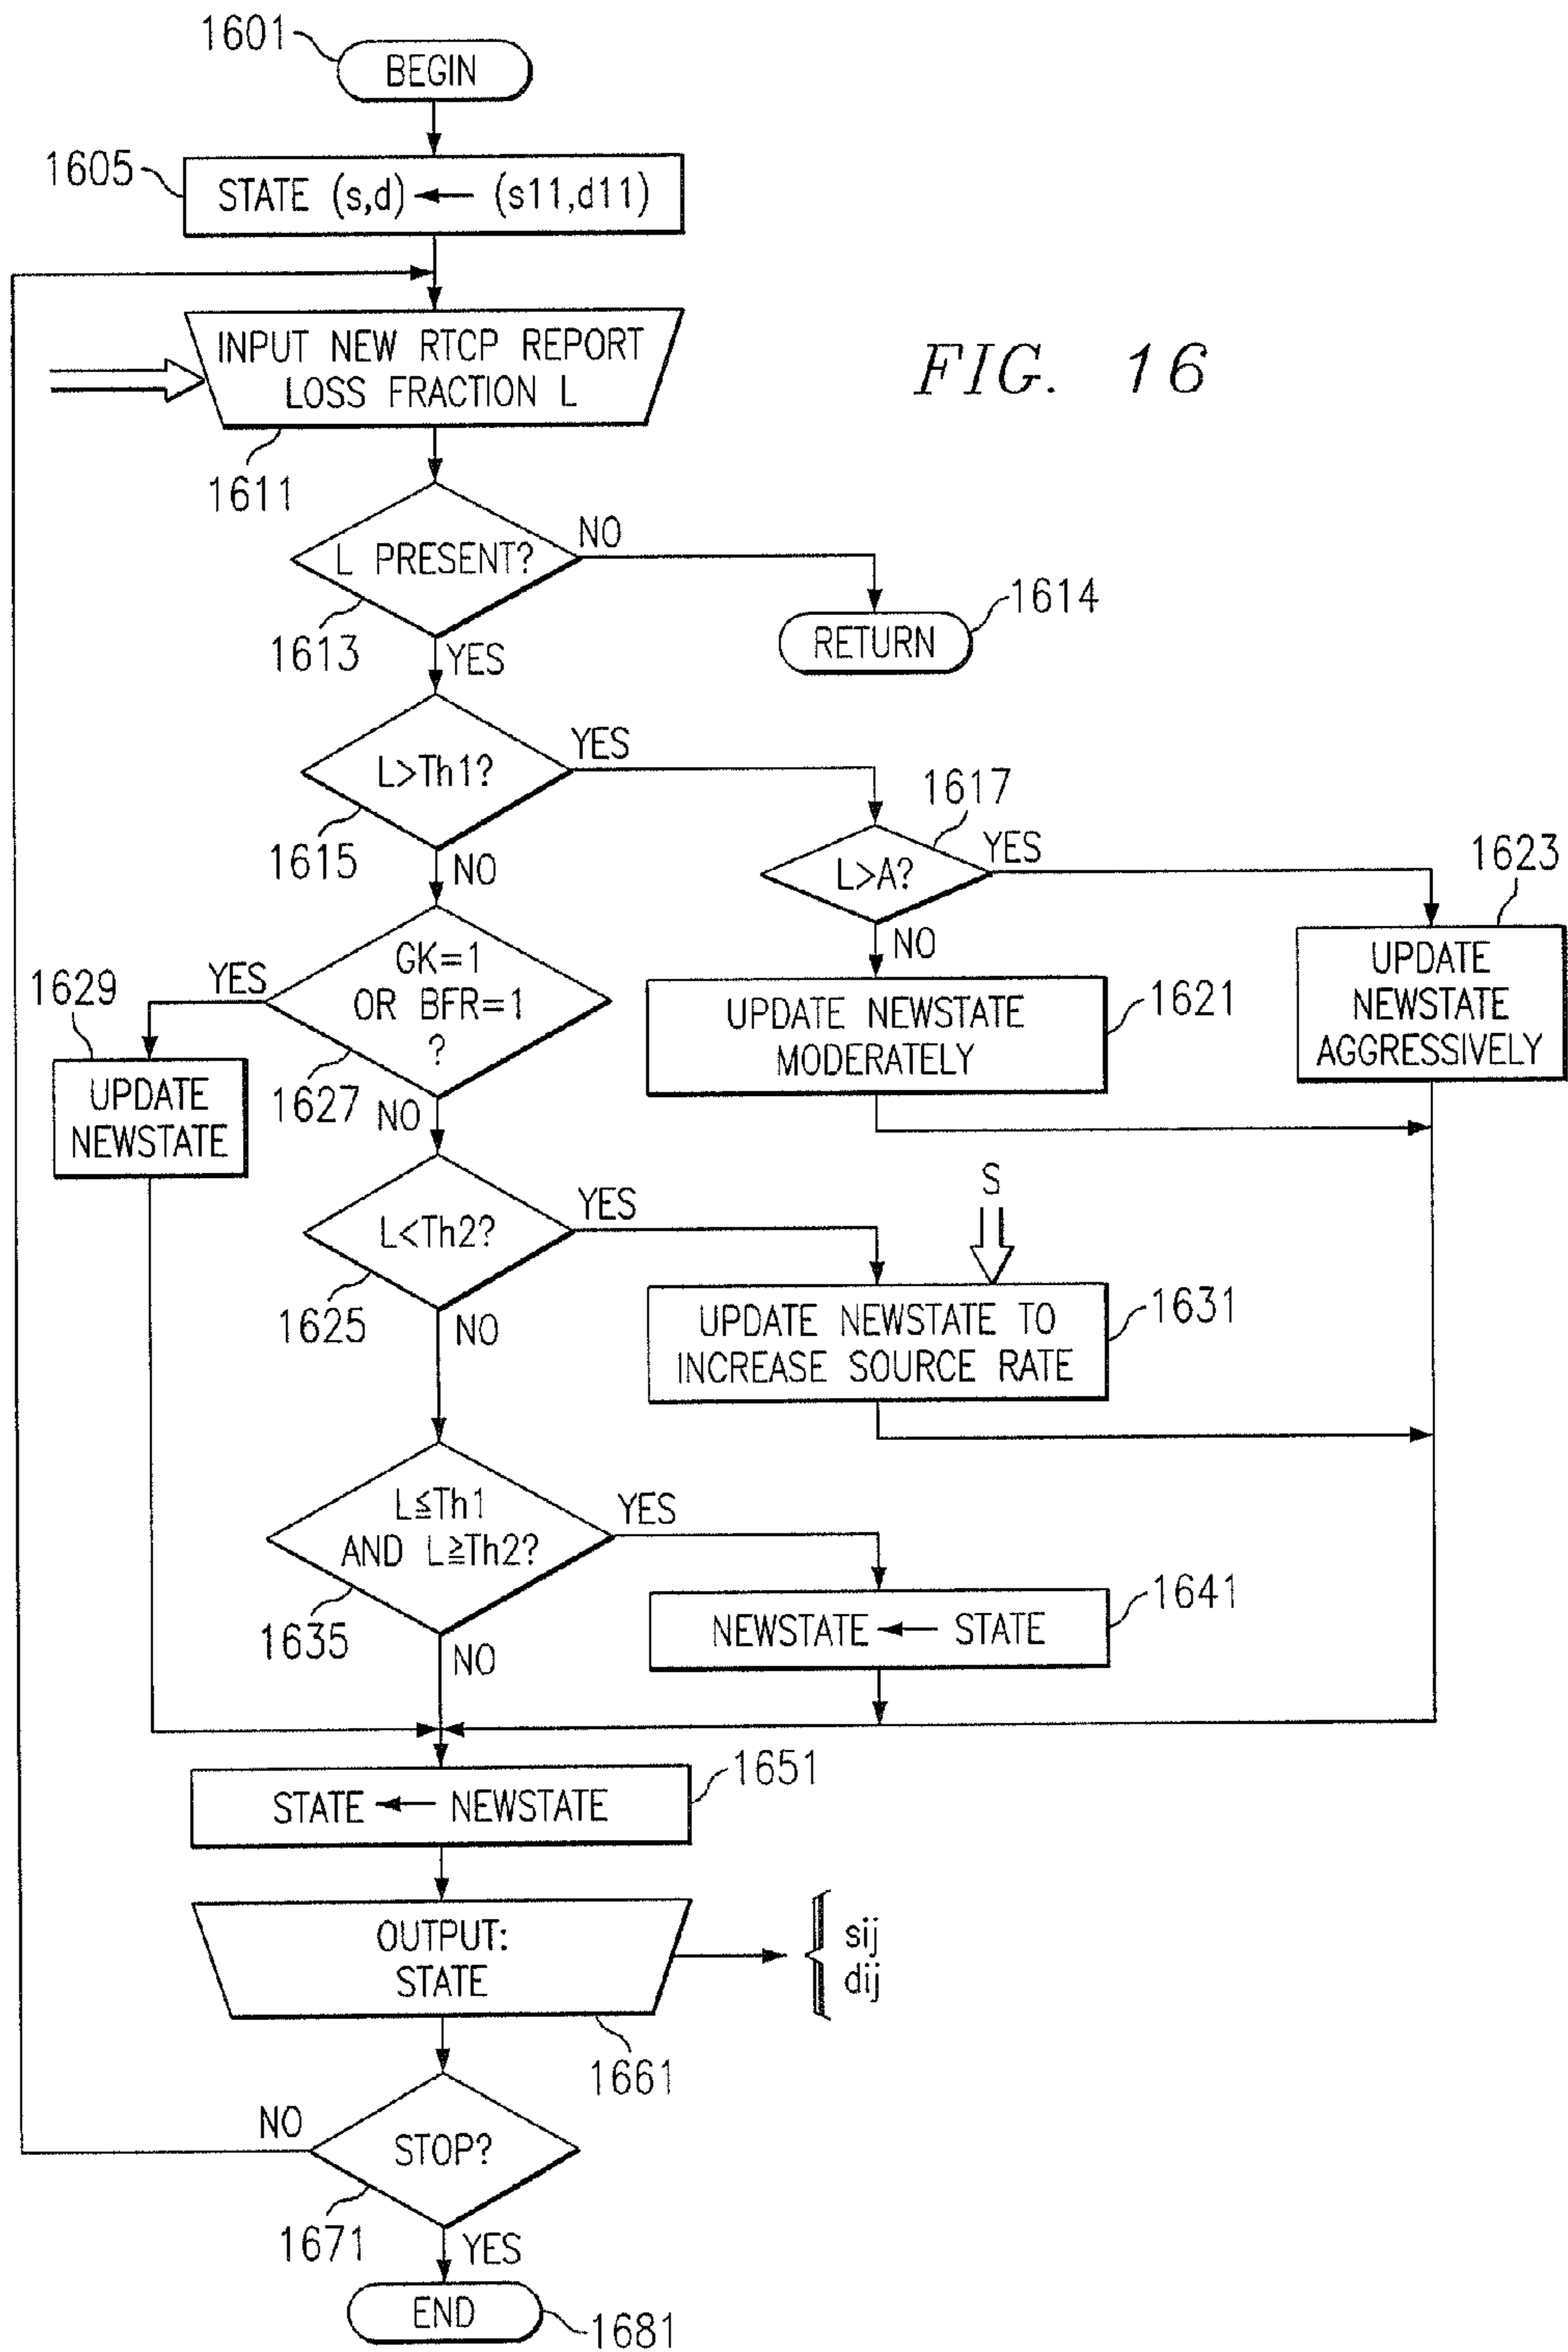 1601
BEGIN
1605
STATE (s,d) ← (s11,d11)
INPUT NEW RTCP REPORT
LOSS FRACTION L
FIG. 16
1611
L PRESENT?
NO
1613
YES
1614
RETURN
L>Th1?
YES
1615
NO
1617
L>A?
YES
NO
1623
UPDATE
NEWSTATE
AGGRESSIVELY
1621
UPDATE NEWSTATE
MODERATELY
GK=1
OR BFR=1
?
YES
1627
NO
1629
UPDATE
NEWSTATE
L<Th2?
YES
1625
NO
S
UPDATE NEWSTATE TO
INCREASE SOURCE RATE
1631
L≦Th1
AND L≧Th2?
YES
1635
NO
1641
NEWSTATE ← STATE
1651
STATE ← NEWSTATE
OUTPUT:
STATE
sij
dij
1661
STOP?
NO
1671
YES
END
1681